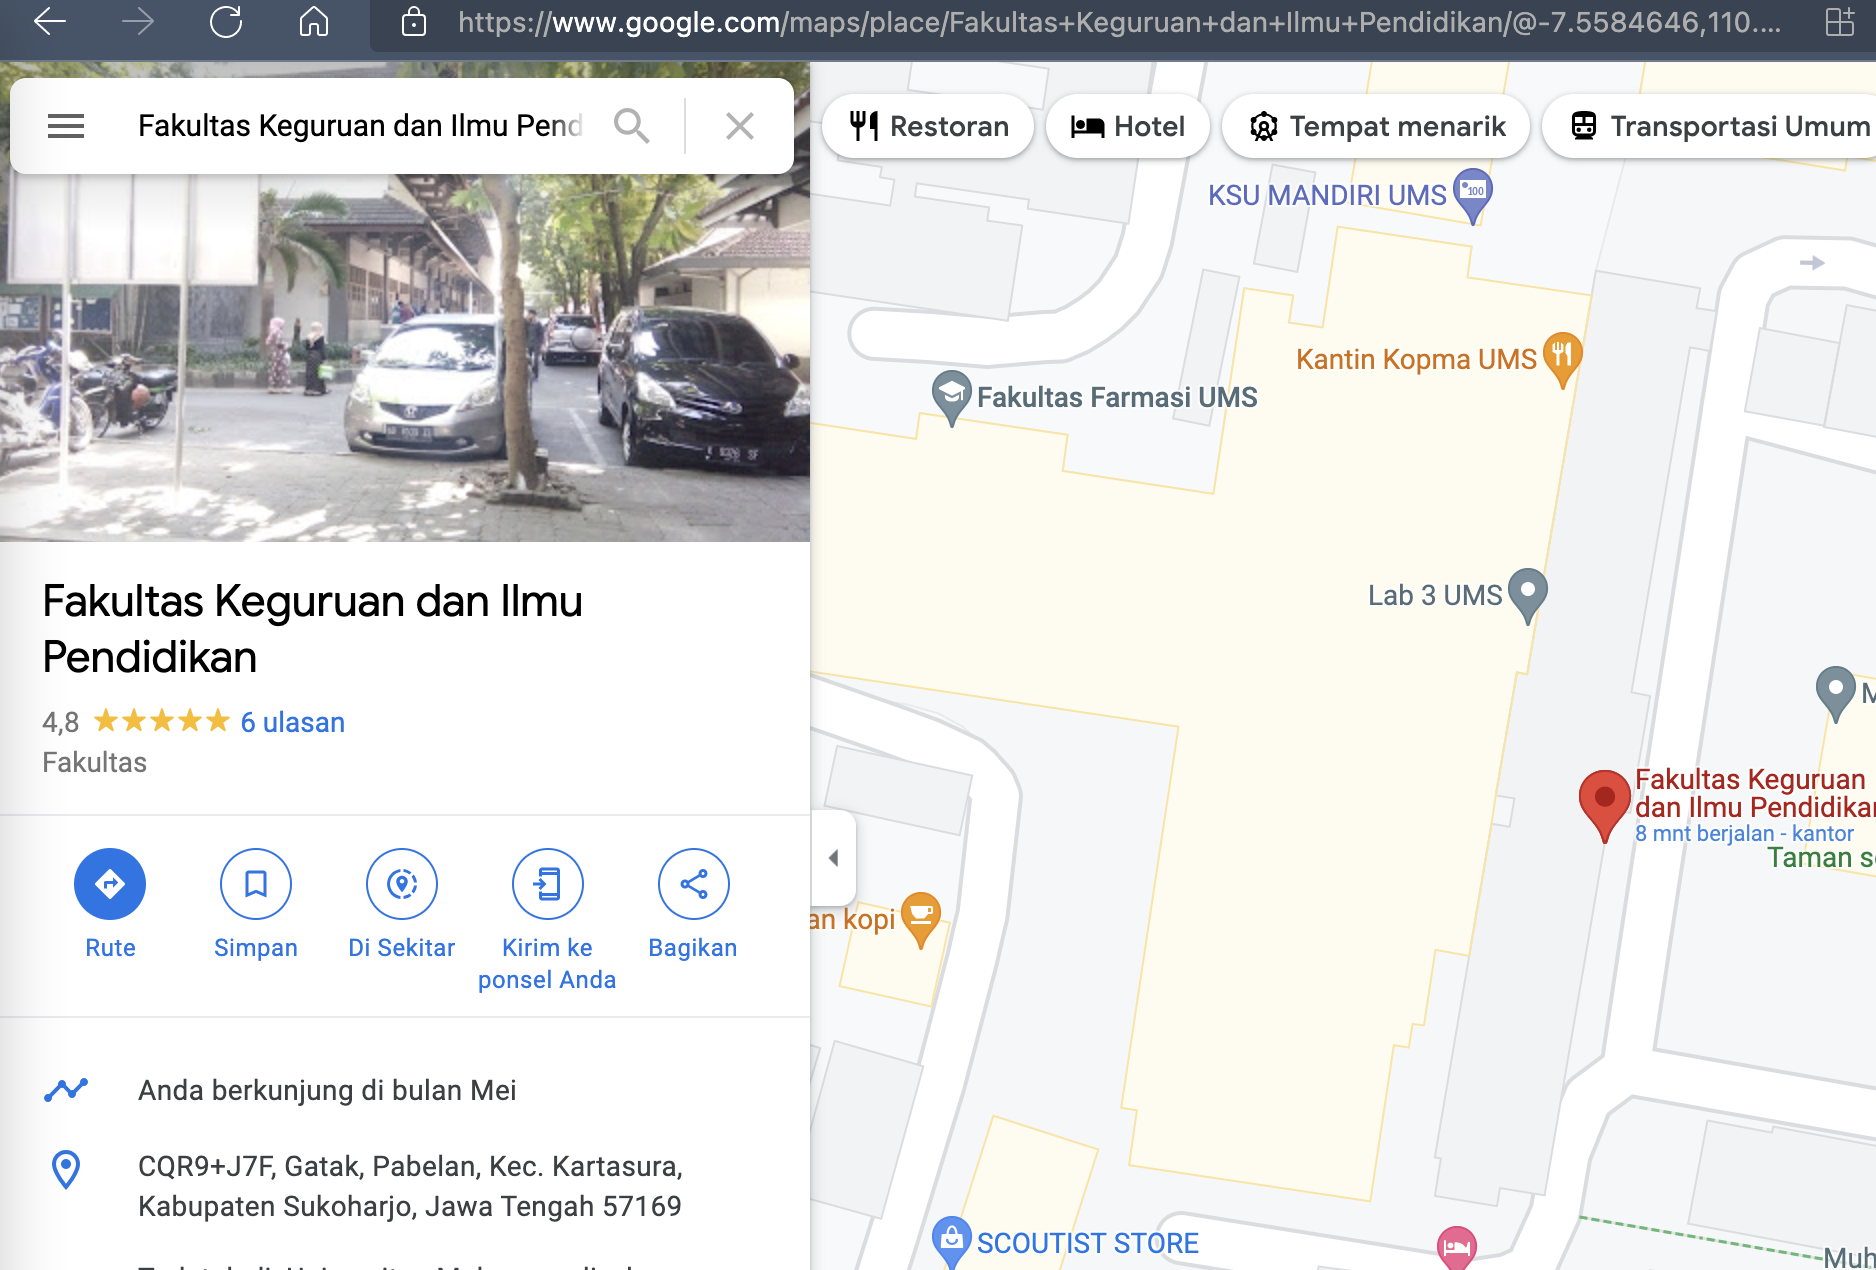 https://www.google.com/maps/place/Fakultas+Keguruan+dan+Ilmu+Pendidikan/@-7.5584646,110....
Fakultas Keguruan dan Ilmu Pend
Restoran
Hotel
Tempat menarik
Transportasi Umum
KSU MANDIRI UMS
100
Kantin Kopma UMS
Fakultas Farmasi UMS
Lab 3 UMS
M
Fakultas Keguruan
dan Ilmu Pendidikan
8 mnt berjalan - kantor
Taman s
an kopi
SCOUTIST STORE
Muh
Fakultas Keguruan dan Ilmu
Pendidikan
4,8
6 ulasan
Fakultas
Rute
Simpan
Di Sekitar
Kirim ke
ponsel Anda
Bagikan
Anda berkunjung di bulan Mei
CQR9+J7F, Gatak, Pabelan, Kec. Kartasura,
Kabupaten Sukoharjo, Jawa Tengah 57169